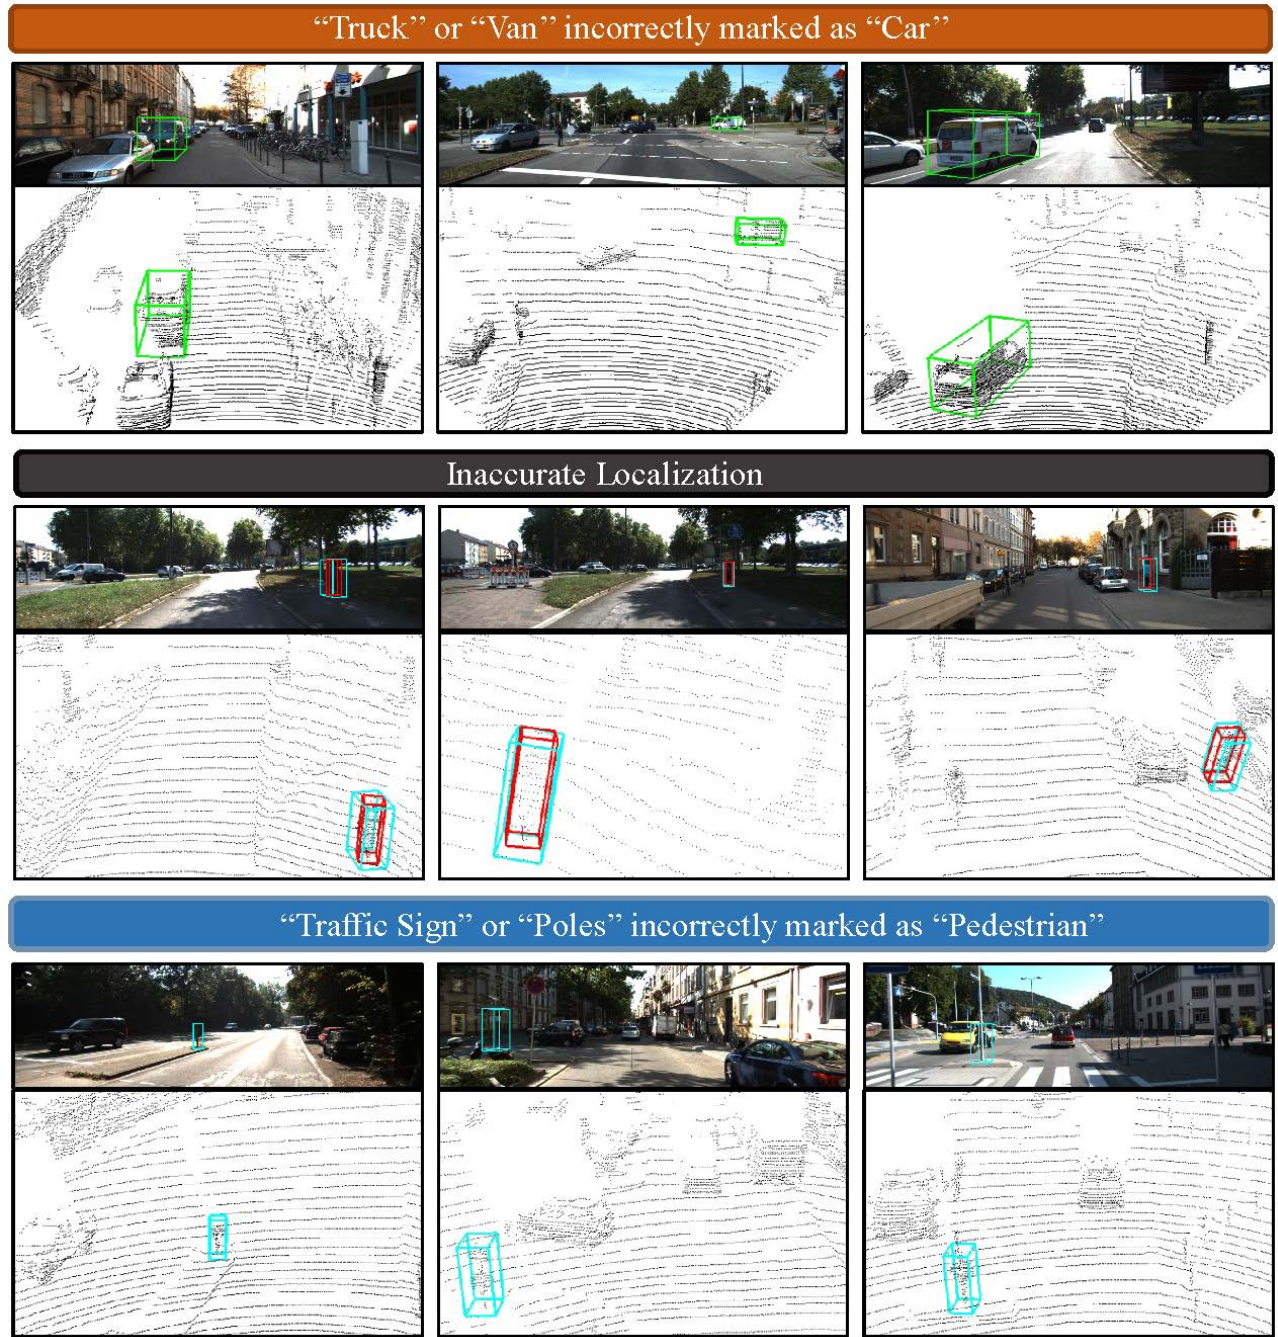 “Truck” or “Van” incorrectly marked as “Car”
Inaccurate Localization
“Traffic Sign” or “Poles” incorrectly marked as “Pedestrian”